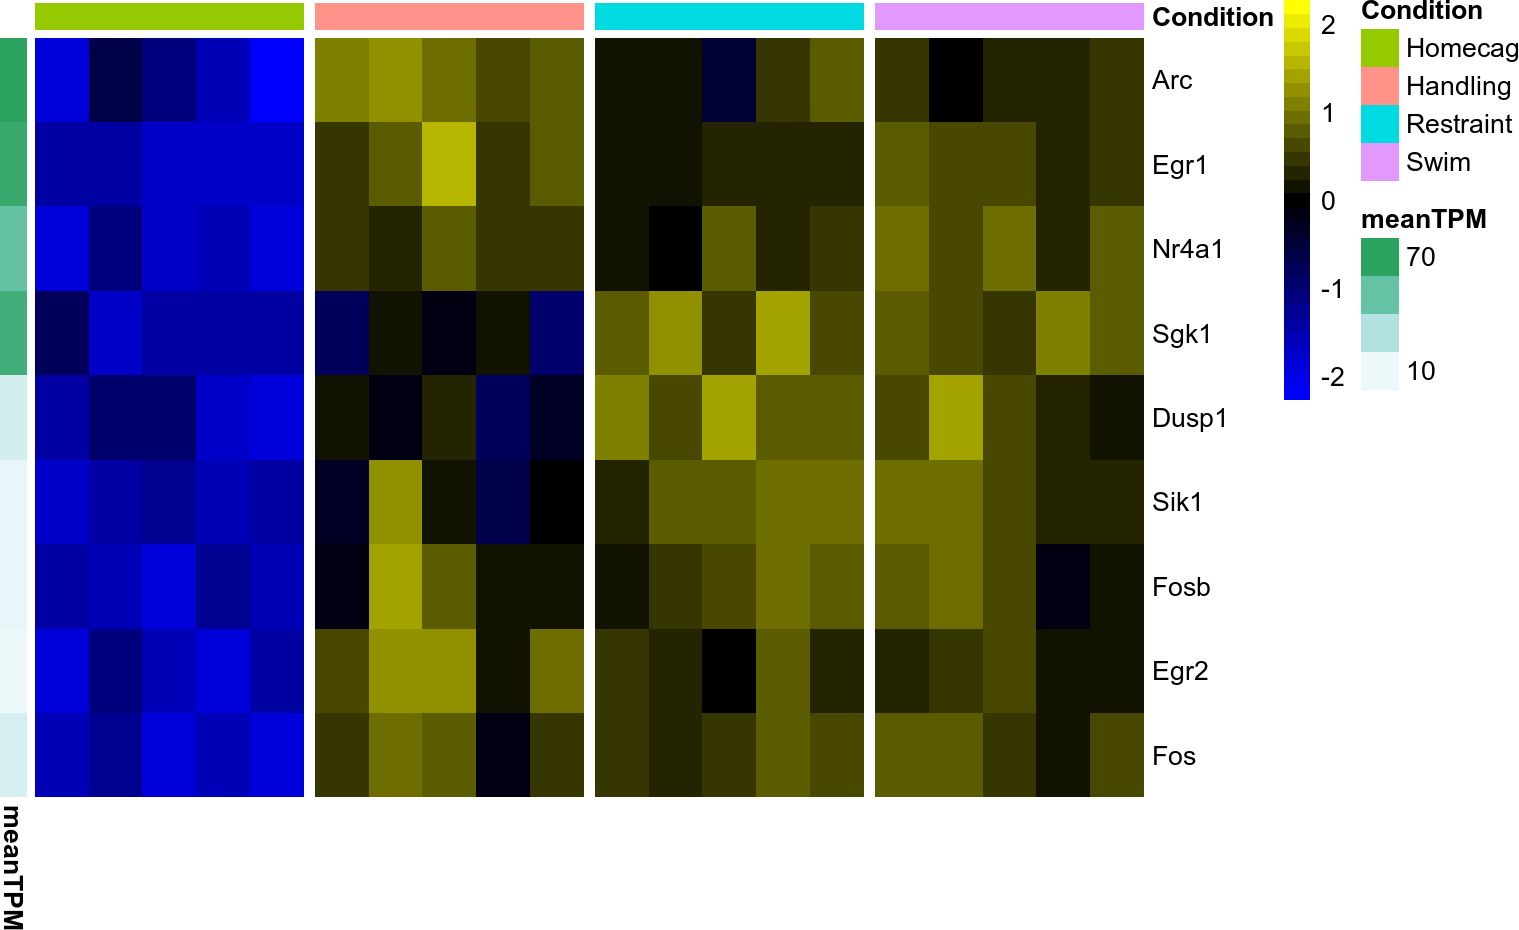 Condition
Arc
Egr1
Nr4a1
Sgk1
Dusp1
Sik1
Fosb
Egr2
Fos
meanTPM
2
1
0
-1
-2
Condition
Homecag
Handling
Restraint
Swim
meanTPM
70
10